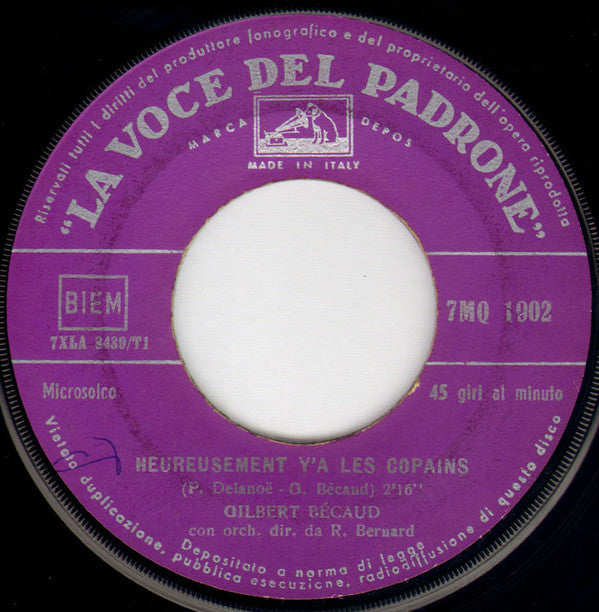 Riservati tutti i diritti del produttore fonografico e del proprietario dell'opera riprodotta
"LA VOCE DEL PADRONE"
MARCA DEPOS
MADE IN ITALY
BIEM
7XLA 8439/T1
7MQ 1902
Microsolco
45 giri al minuto
HEUREUSEMENT Y'A LES COPAINS
(P. Delanoë - G. Bécaud) 2'16"
GILBERT BÉCAUD
con orch. dir. da R. Bernard
Depositato a norma di legge
Vietata duplicazione, pubblica esecuzione, radiodiffusione di questo disco